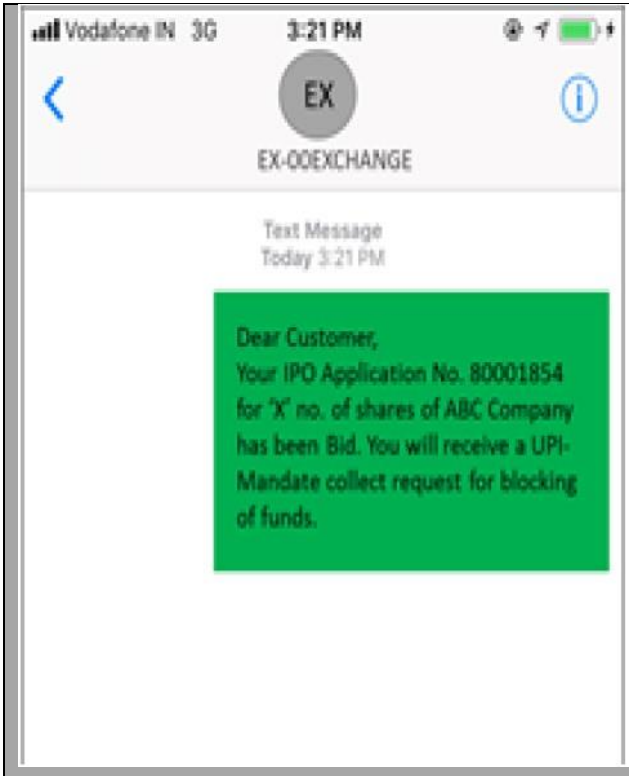 Vodafone IN 3G 3:21 PM
EX
EX-00EXCHANGE
Text Message
Today 3:21 PM
Dear Customer,
Your IPO Application No. 80001854
for 'X' no. of shares of ABC Company
has been Bid. You will receive a UPI-
Mandate collect request for blocking
of funds.